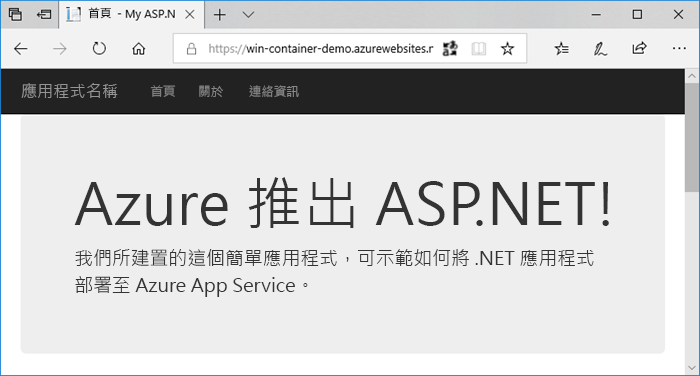 首頁 - My ASP.N
https://win-container-demo.azurewebsites.n
應用程式名稱 首頁 關於 連絡資訊
Azure 推出 ASP.NET!
我們所建置的這個簡單應用程式，可示範如何將 .NET 應用程式
部署至 Azure App Service。